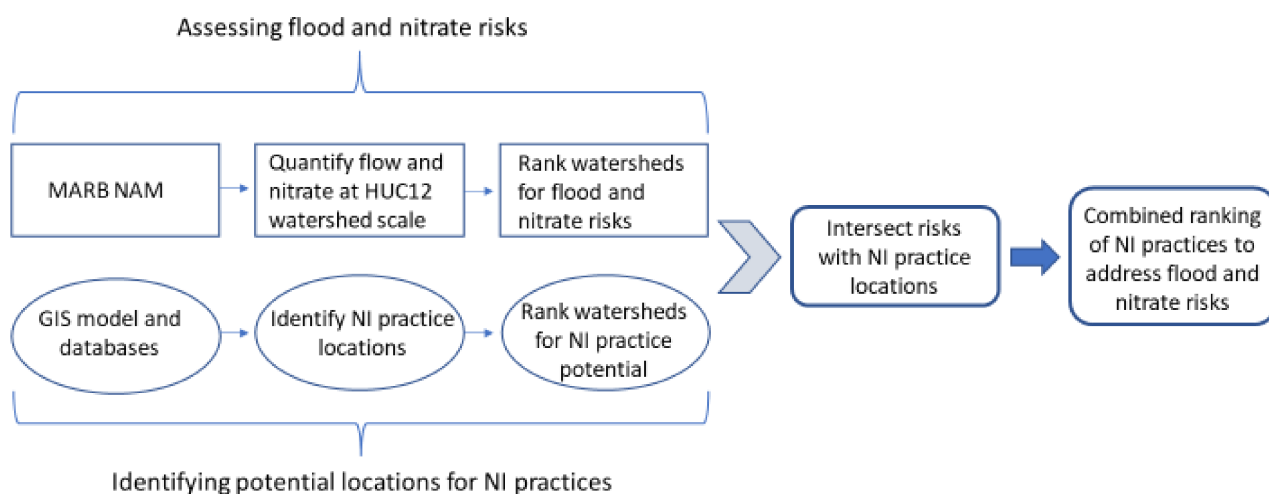 Assessing flood and nitrate risks
MARB NAM
Quantify flow and
nitrate at HUC12
watershed scale
Rank watersheds
for flood and
nitrate risks
GIS model and
databases
Identify NI practice
locations
Rank watersheds
for NI practice
potential
Intersect risks
with NI practice
locations
Combined ranking
of NI practices to
address flood and
nitrate risks
Identifying potential locations for NI practices